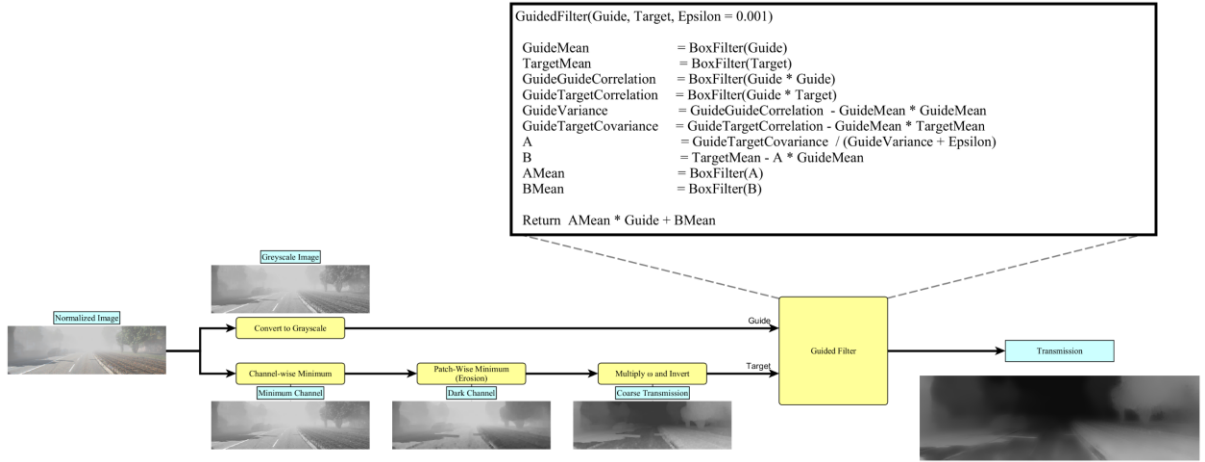 GuidedFilter(Guide, Target, Epsilon = 0.001)
GuideMean = BoxFilter(Guide)
TargetMean = BoxFilter(Target)
GuideGuideCorrelation = BoxFilter(Guide * Guide)
GuideTargetCorrelation = BoxFilter(Guide * Target)
GuideVariance = GuideGuideCorrelation - GuideMean * GuideMean
GuideTargetCovariance = GuideTargetCorrelation - GuideMean * TargetMean
A = GuideTargetCovariance / (GuideVariance + Epsilon)
B = TargetMean - A * GuideMean
AMean = BoxFilter(A)
BMean = BoxFilter(B)
Return AMean * Guide + BMean
Greyscale Image
Normalized Image
Convert to Grayscale
Guide
Guided Filter
Transmission
Channel-wise Minimum
Patch-Wise Minimum
(Erosion)
Multiply ω and Invert
Target
Minimum Channel
Dark Channel
Coarse Transmission